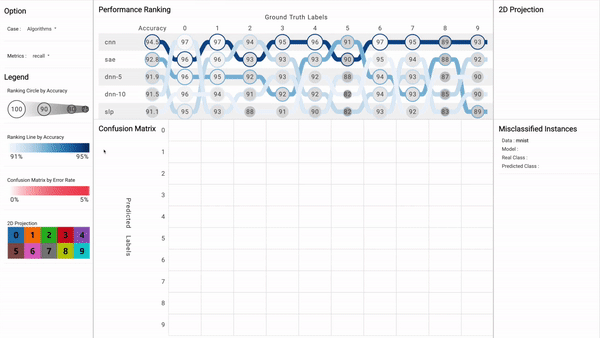 Option
Case : Algorithms
Metrics : recall
Legend
Ranking Circle by Accuracy
100 90
Ranking Line by Accuracy
91% 95%
Confusion Matrix by Error Rate
0% 5%
2D Projection
0 1 2 3 4
5 6 7 8 9
Performance Ranking
Ground Truth Labels
Accuracy 0 1 2 3 4 5 6 7 8 9
cnn 94.5 97 97 94 95 96 91 97 95 89 93
sae 92.8 96 96 93 93 93 90 95 94 88 92
dnn-5 91.9 96 95 92 92 92 88 94 93 87 90
dnn-10 91.5 96 94 91 92 92 82 94 93 85 90
slp 91.1 95 93 88 91 90 82 93 92 83 89
Confusion Matrix
0
1
2
3
4
5
6
7
8
9
Predicted Labels
2D Projection
Misclassified Instances
Data : mnist
Model :
Real Class :
Predicted Class :